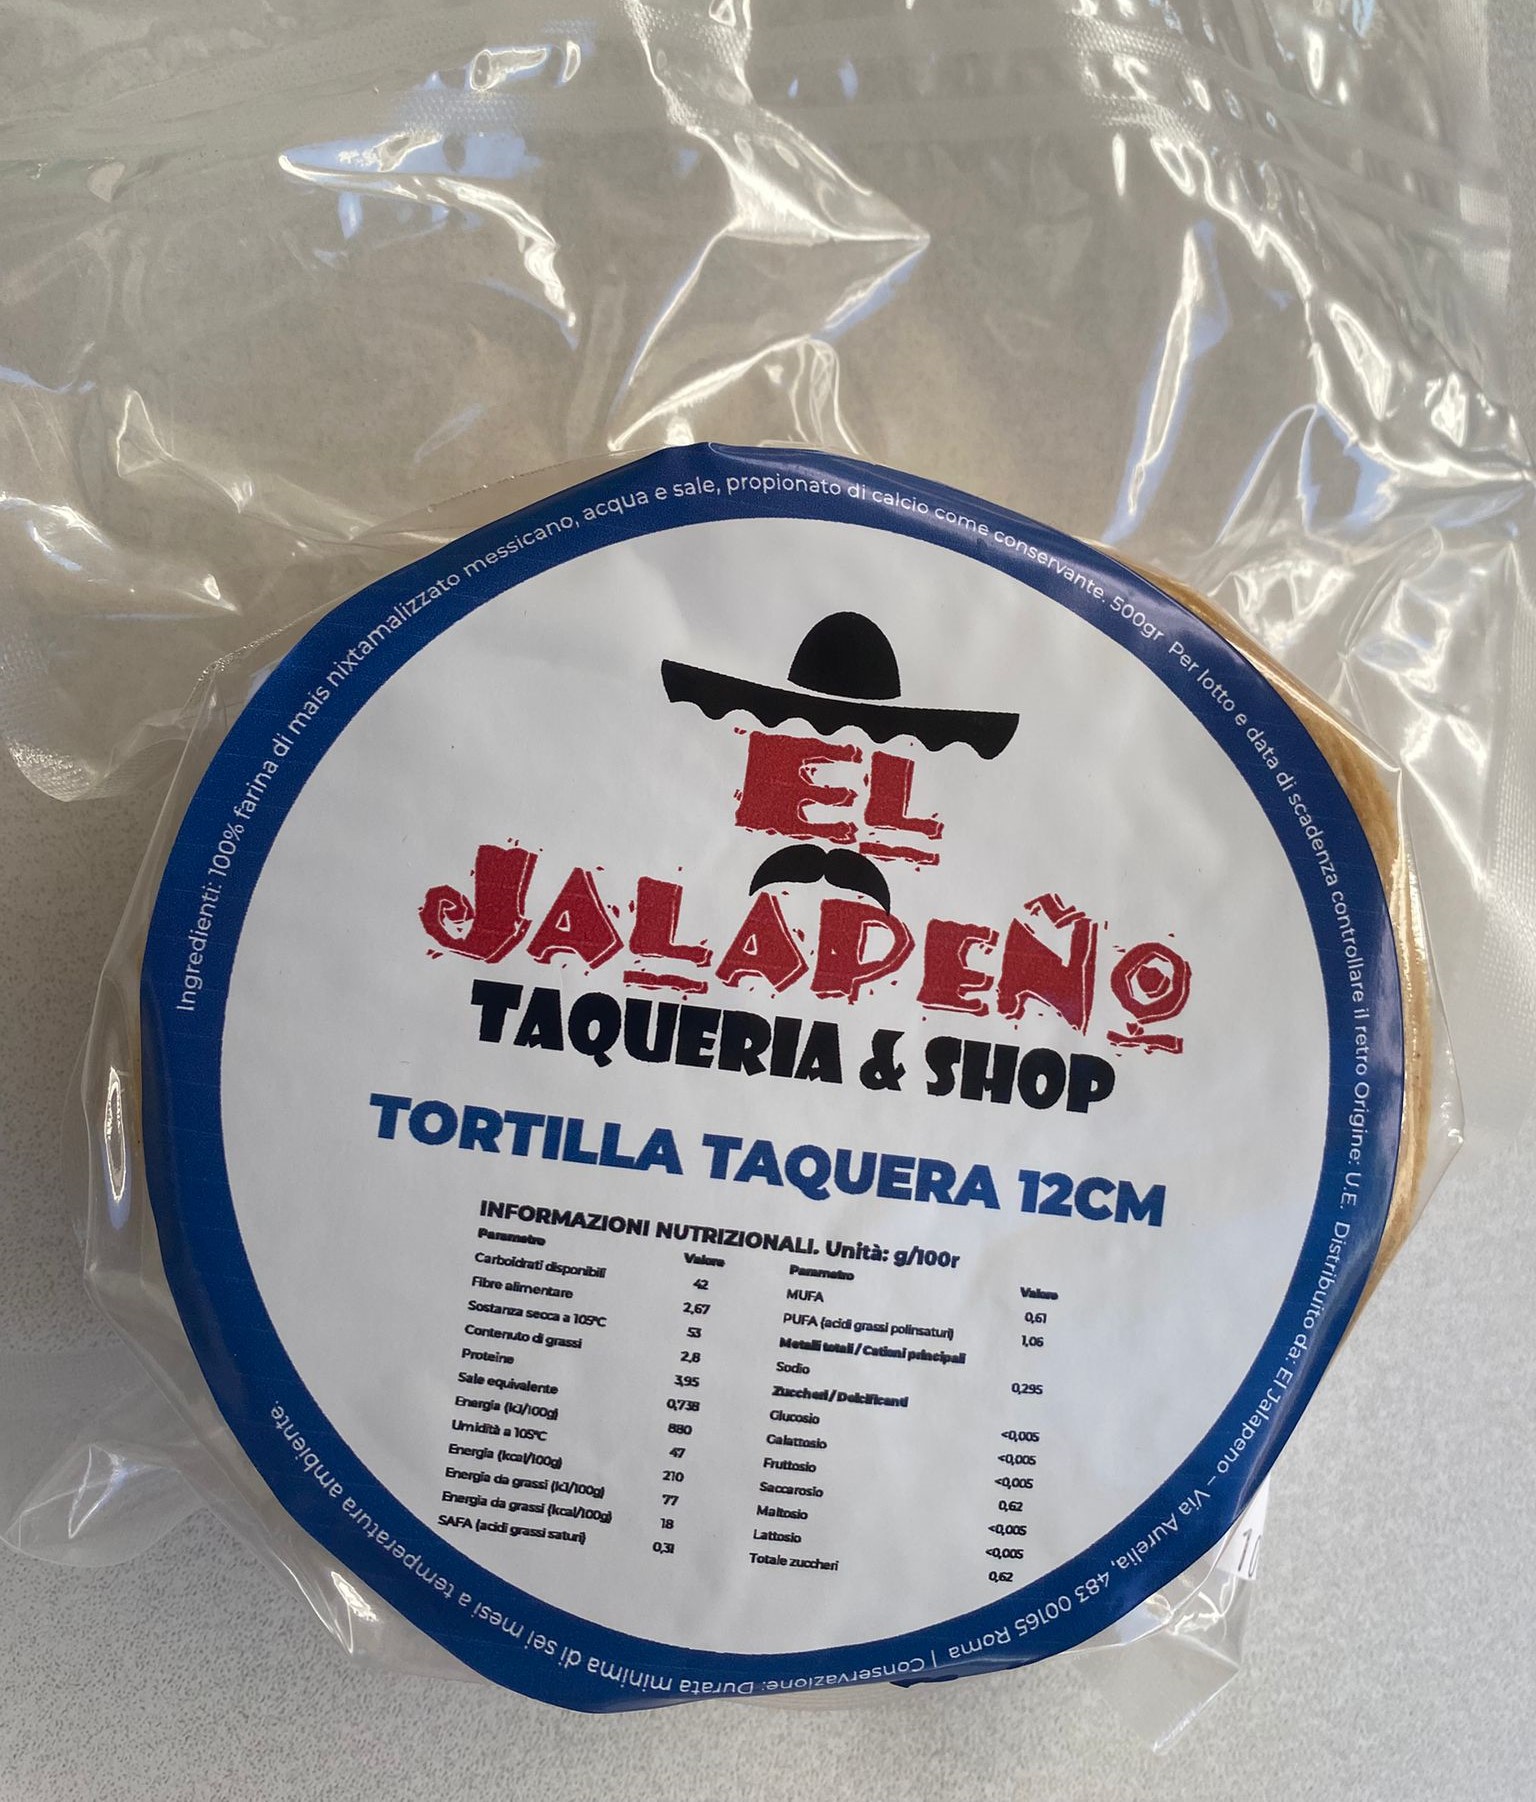 Ingredienti: 100% farina di mais nixtamalizzato messicano, acqua e sale, propionato di calcio come conservante. 500gr Per lotto e data di scadenza controllare il retro Origine: U.E. Distribuito da: El Jalapeno – Via Aurelia, 483 00165 Roma | Conservazione: Durata minima di sei mesi a temperatura ambiente.
EL
JALAPEÑO
TAQUERIA & SHOP
TORTILLA TAQUERA 12CM
INFORMAZIONI NUTRIZIONALI. Unità: g/100r
Parametro Valore
Carboidrati disponibili 42
Fibre alimentare 2,67
Sostanza secca a 105°C 53
Contenuto di grassi 2,8
Proteine 3,95
Sale equivalente 0,738
Energia (kJ/100g) 880
Umidità a 105°C 47
Energia (kcal/100g) 210
Energia da grassi (kJ/100g) 77
Energia da grassi (kcal/100g) 18
SAFA (acidi grassi saturi) 0,31
Parametro Valore
MUFA 0,61
PUFA (acidi grassi polinsaturi) 1,06
Metalli totali / Cationi principali
Sodio 0,295
Zuccheri / Dolcificanti
Glucosio <0,005
Galattosio <0,005
Fruttosio <0,005
Saccarosio 0,62
Maltosio <0,005
Lattosio <0,005
Totale zuccheri 0,62